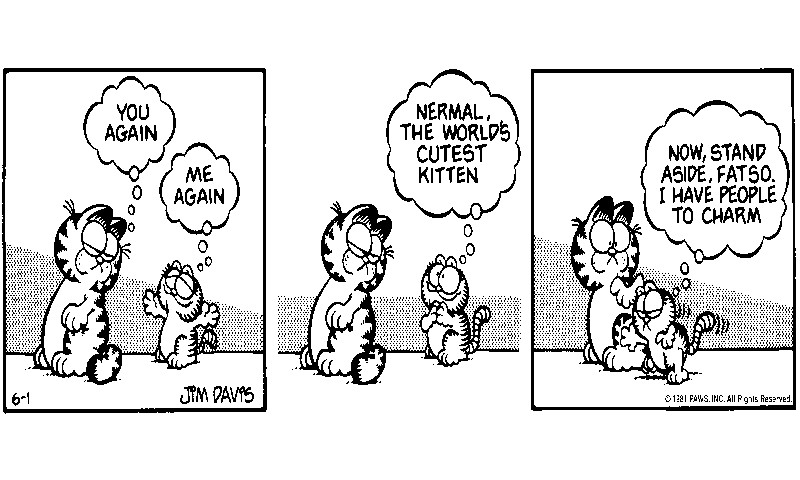 YOU
AGAIN
ME
AGAIN
6-1
JIM DAVIS
NERMAL,
THE WORLD'S
CUTEST
KITTEN
NOW, STAND
ASIDE, FATSO.
I HAVE PEOPLE
TO CHARM
© 1981 PAWS, INC. All Rights Reserved.